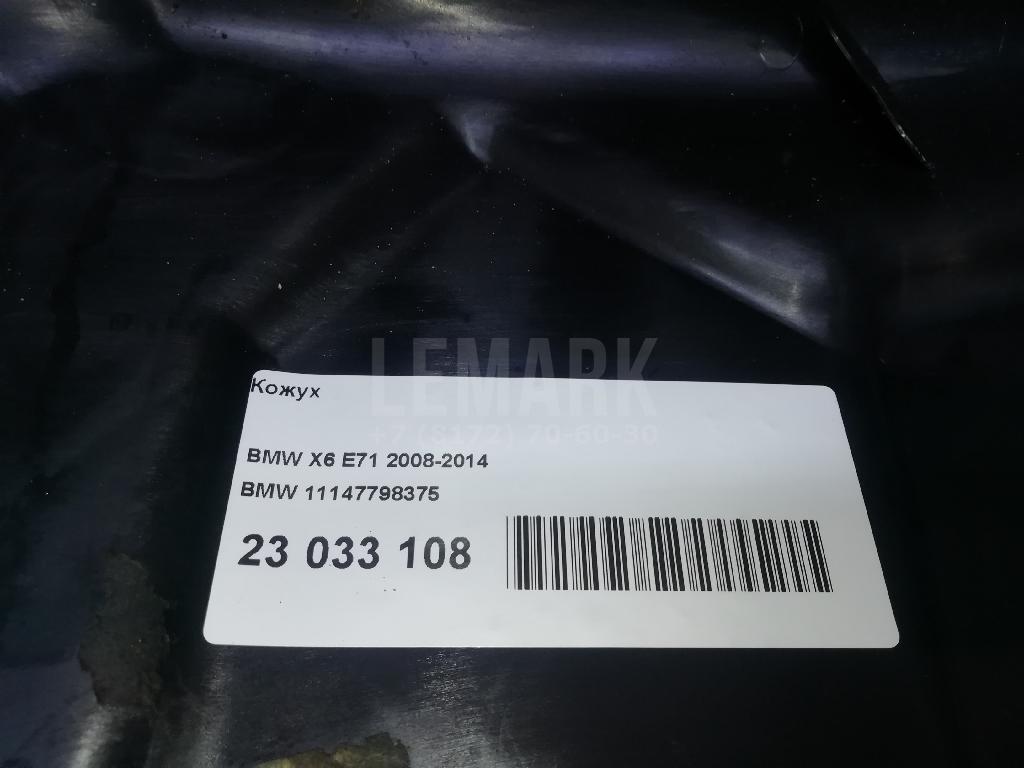 LEMARK
+7 (8172) 70-60-30
Кожух
BMW X6 E71 2008-2014
BMW 11147798375
23 033 108